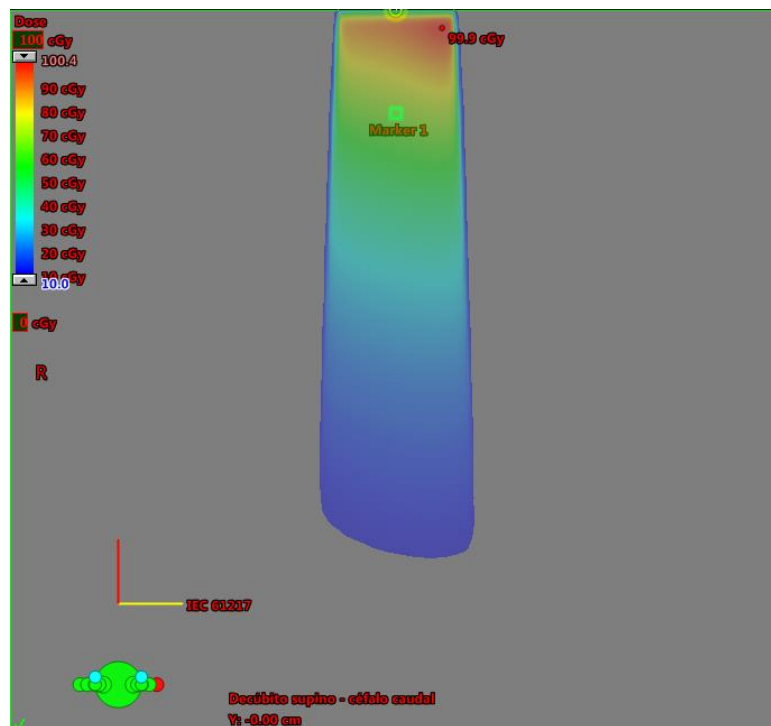 Dose
100 cGy
100.4
90 cGy
80 cGy
70 cGy
60 cGy
50 cGy
40 cGy
30 cGy
20 cGy
10.0
0 cGy
99.9 cGy
Marker 1
R
IEC 61217
Decúbito supino - céfalo caudal
Y: -0.00 cm